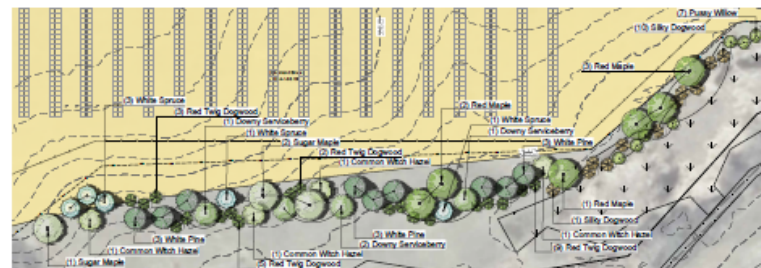 (7) Pussy Willow
(10) Silky Dogwood
(3) Red Maple
(3) White Spruce
(3) Red Twig Dogwood
(2) Red Maple
(1) Downy Serviceberry
(1) White Spruce
(1) White Spruce
(1) Downy Serviceberry
(2) Sugar Maple
(3) White Pine
(2) Red Twig Dogwood
(1) Common Witch Hazel
(1) Red Maple
(1) Silky Dogwood
(3) White Pine
(3) White Pine
(1) Common Witch Hazel
(1) Common Witch Hazel
(2) Downy Serviceberry
(9) Red Twig Dogwood
(1) Common Witch Hazel
(1) Sugar Maple
(5) Red Twig Dogwood